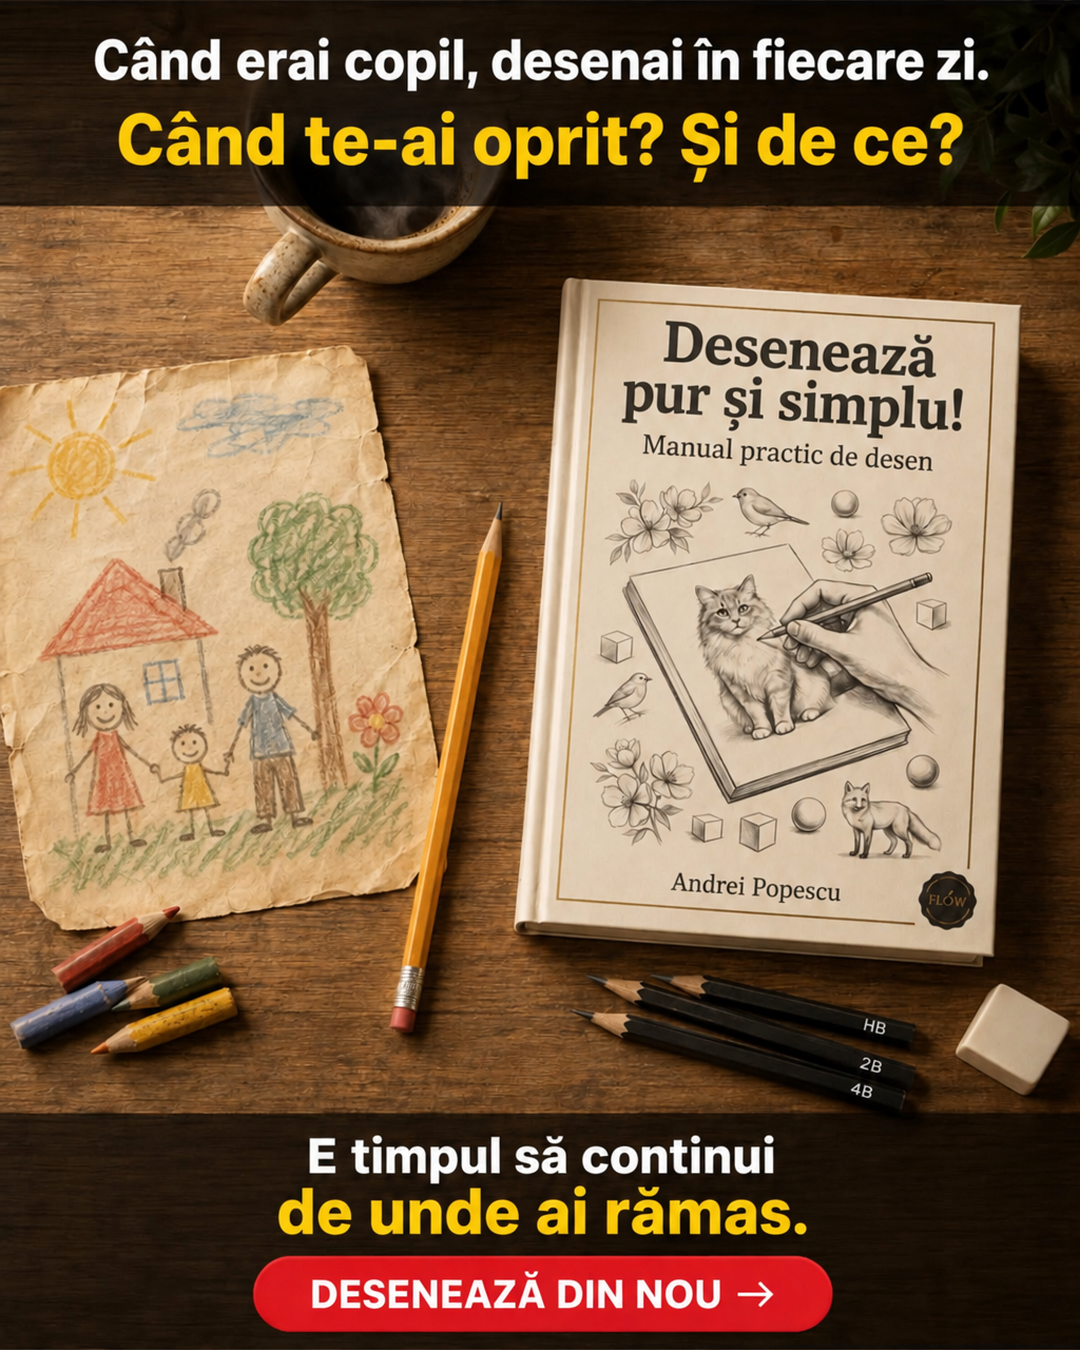 Când erai copil, desenai în fiecare zi.
Când te-ai oprit? Și de ce?
Desenează
pur și simplu!
Manual practic de desen
Andrei Popescu
FLOW
HB
2B
4B
E timpul să continui
de unde ai rămas.
DESENEAZĂ DIN NOU →